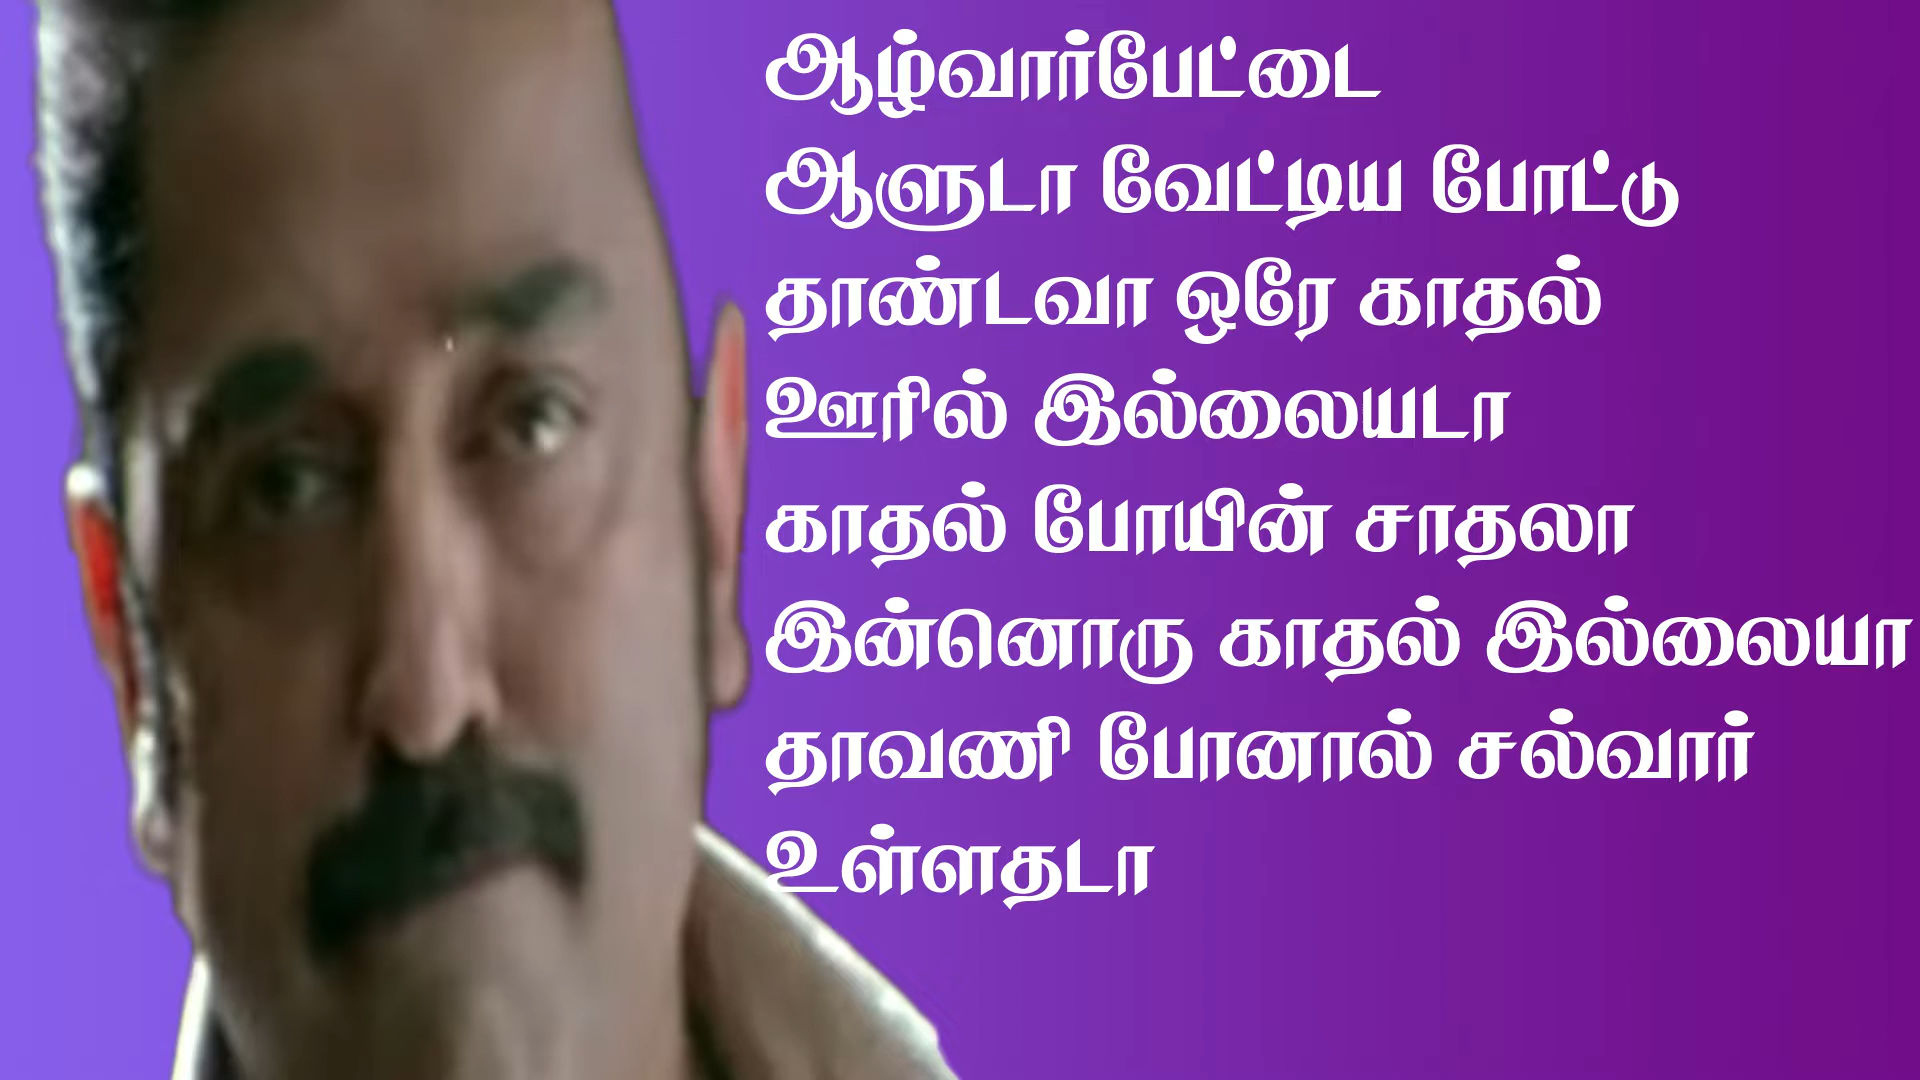 ஆழ்வார்பேட்டை
ஆளுடா வேட்டிய போட்டு
தாண்டவா ஒரே காதல்
ஊரில் இல்லையடா
காதல் போயின் சாதலா
இன்னொரு காதல் இல்லையா
தாவணி போனால் சல்வார்
உள்ளதடா